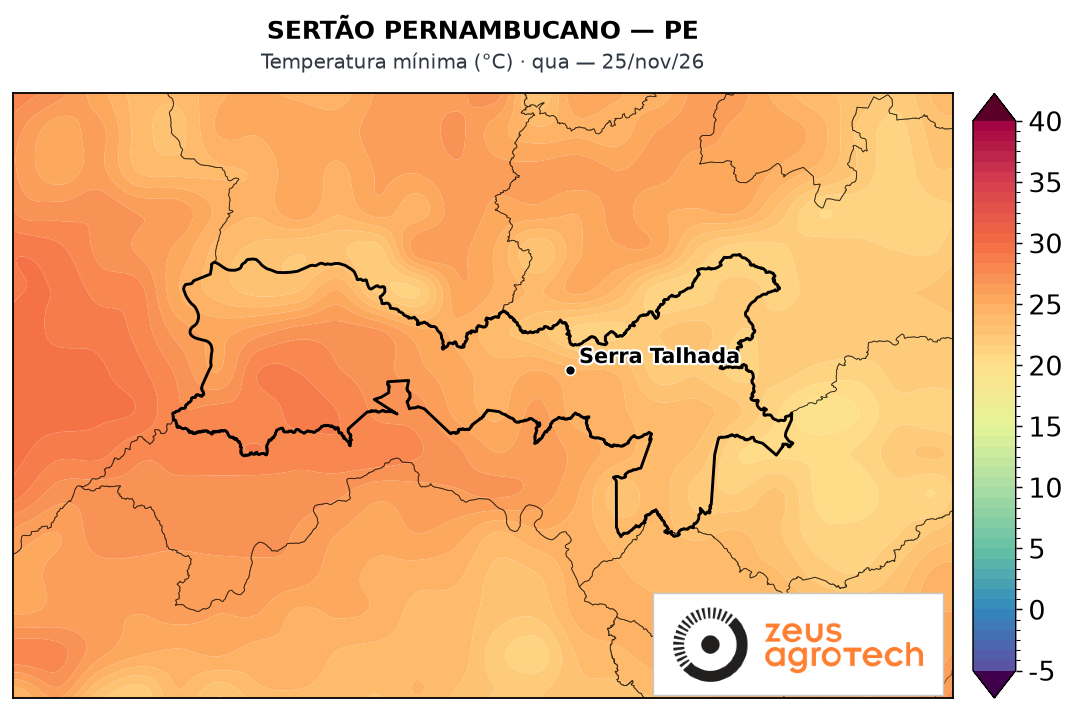 SERTÃO PERNAMBUCANO — PE
Temperatura mínima (°C) · qua — 25/nov/26
40
35
30
25
20
15
10
5
0
-5
Serra Talhada
zeus
agrotech